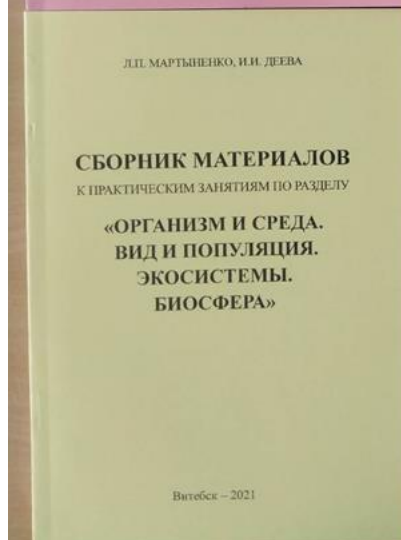 Л.П. МАРТЫНЕНКО, И.И. ДЕЕВА
СБОРНИК МАТЕРИАЛОВ
К ПРАКТИЧЕСКИМ ЗАНЯТИЯМ ПО РАЗДЕЛУ
«ОРГАНИЗМ И СРЕДА.
ВИД И ПОПУЛЯЦИЯ.
ЭКОСИСТЕМЫ.
БИОСФЕРА»
Витебск – 2021